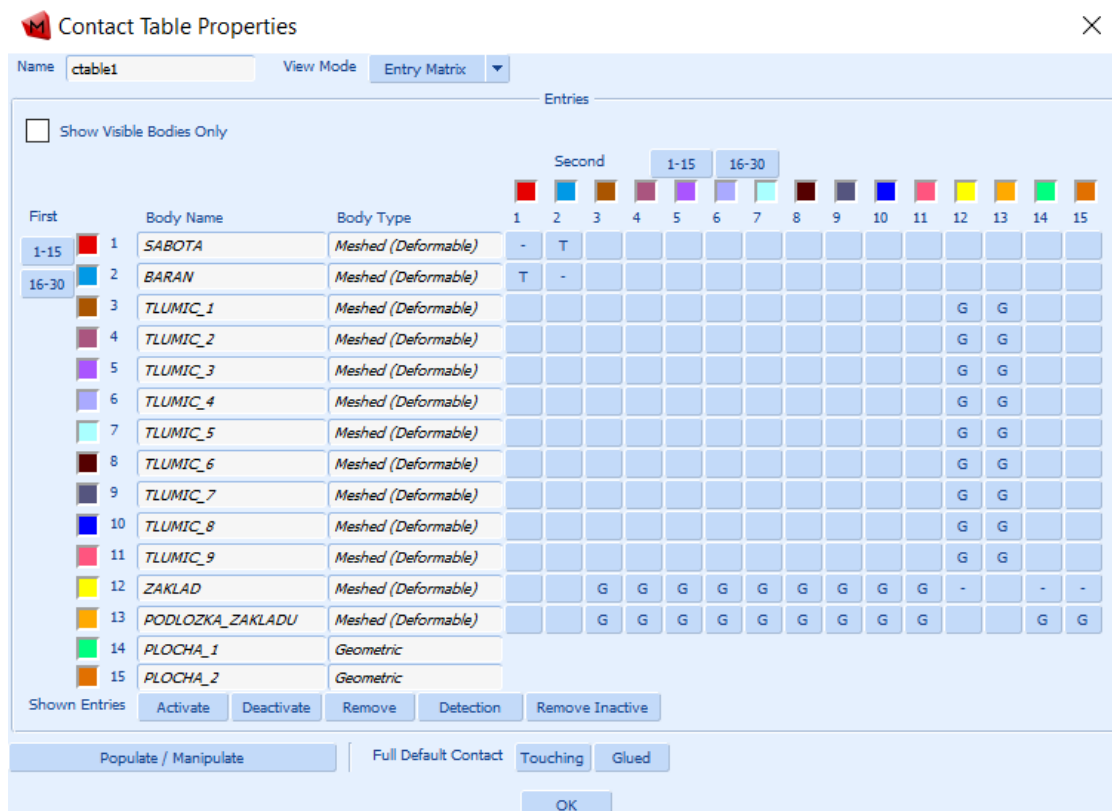 Contact Table Properties
Name ctable1 View Mode Entry Matrix
Entries
Show Visible Bodies Only
Second 1-15 16-30
First Body Name Body Type 1 2 3 4 5 6 7 8 9 10 11 12 13 14 15
1-15
16-30
1 SABOTA Meshed (Deformable) - T
2 BARAN Meshed (Deformable) T -
3 TLUMIC_1 Meshed (Deformable) G G
4 TLUMIC_2 Meshed (Deformable) G G
5 TLUMIC_3 Meshed (Deformable) G G
6 TLUMIC_4 Meshed (Deformable) G G
7 TLUMIC_5 Meshed (Deformable) G G
8 TLUMIC_6 Meshed (Deformable) G G
9 TLUMIC_7 Meshed (Deformable) G G
10 TLUMIC_8 Meshed (Deformable) G G
11 TLUMIC_9 Meshed (Deformable) G G
12 ZAKLAD Meshed (Deformable) G G G G G G G G G - - -
13 PODLOZKA_ZAKLADU Meshed (Deformable) G G G G G G G G G G G
14 PLOCHA_1 Geometric
15 PLOCHA_2 Geometric
Shown Entries Activate Deactivate Remove Detection Remove Inactive
Populate / Manipulate Full Default Contact Touching Glued
OK